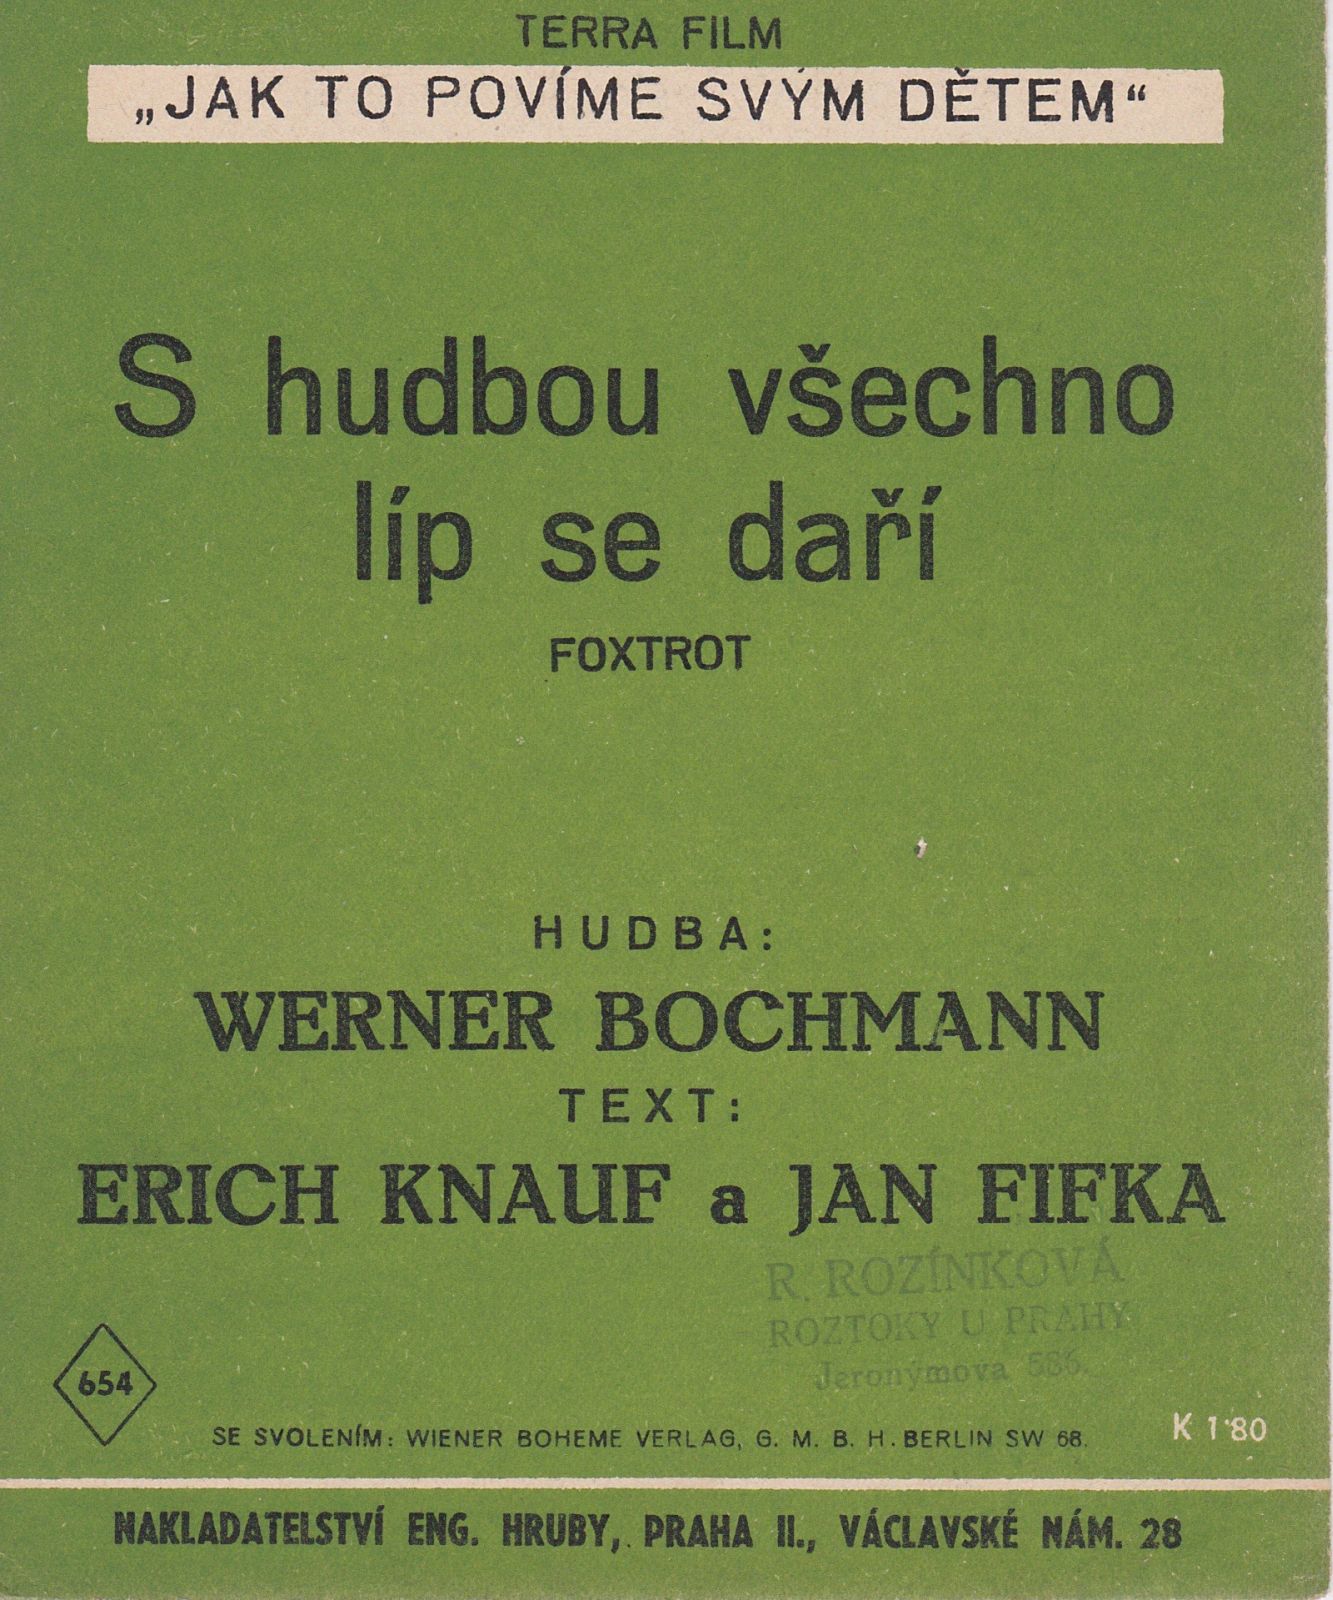 TERRA FILM
„JAK TO POVÍME SVÝM DĚTEM“
S hudbou všechno
líp se daří
FOXTROT
HUDBA:
WERNER BOCHMANN
TEXT:
ERICH KNAUF a JAN FIFKA
R. ROZÍNKOVÁ
ROZTOKY U PRAHY
Jeronýmova 586.
654
SE SVOLENÍM: WIENER BOHEME VERLAG, G. M. B. H. BERLIN SW 68.
K 1'80
NAKLADATELSTVÍ ENG. HRUBY, PRAHA II., VÁCLAVSKÉ NÁM. 28